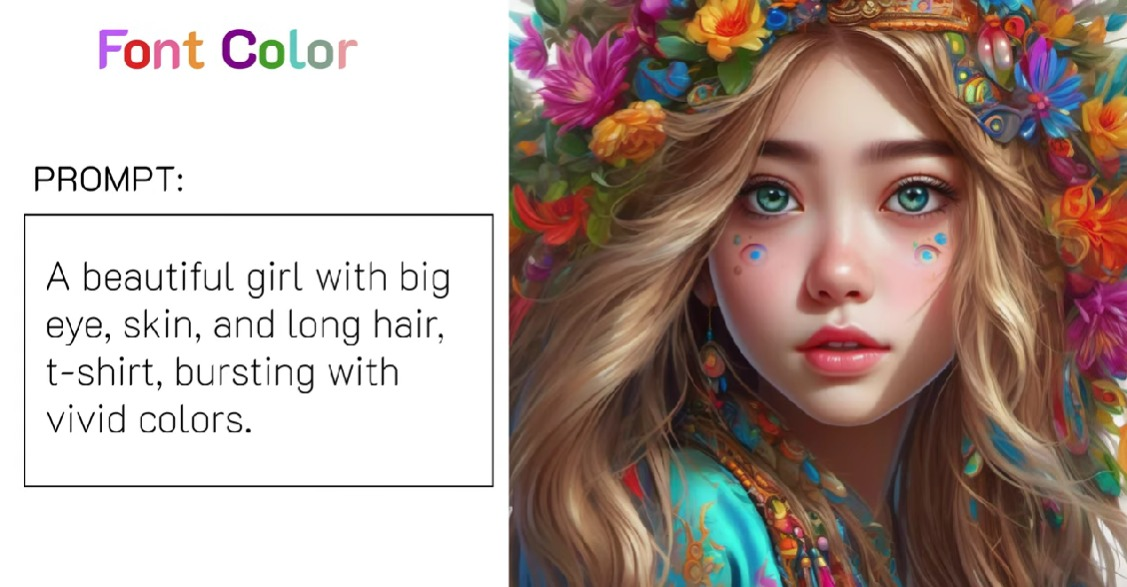 Font Color
PROMPT:
A beautiful girl with big
eye, skin, and long hair,
t-shirt, bursting with
vivid colors.